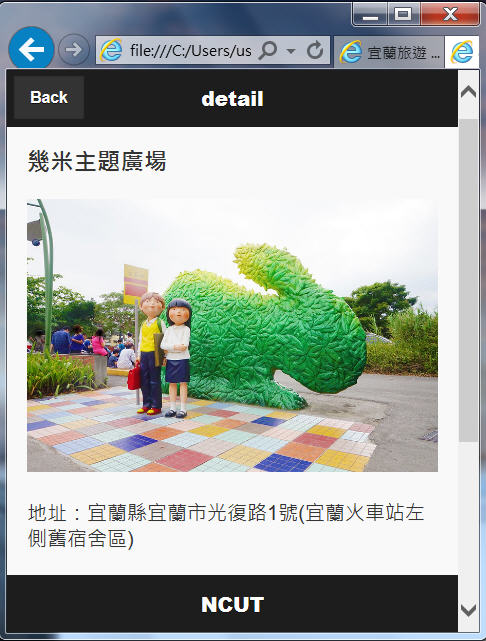 file:///C:/Users/us
宜蘭旅遊 ...
Back
detail
幾米主題廣場
地址：宜蘭縣宜蘭市光復路1號(宜蘭火車站左
側舊宿舍區)
NCUT